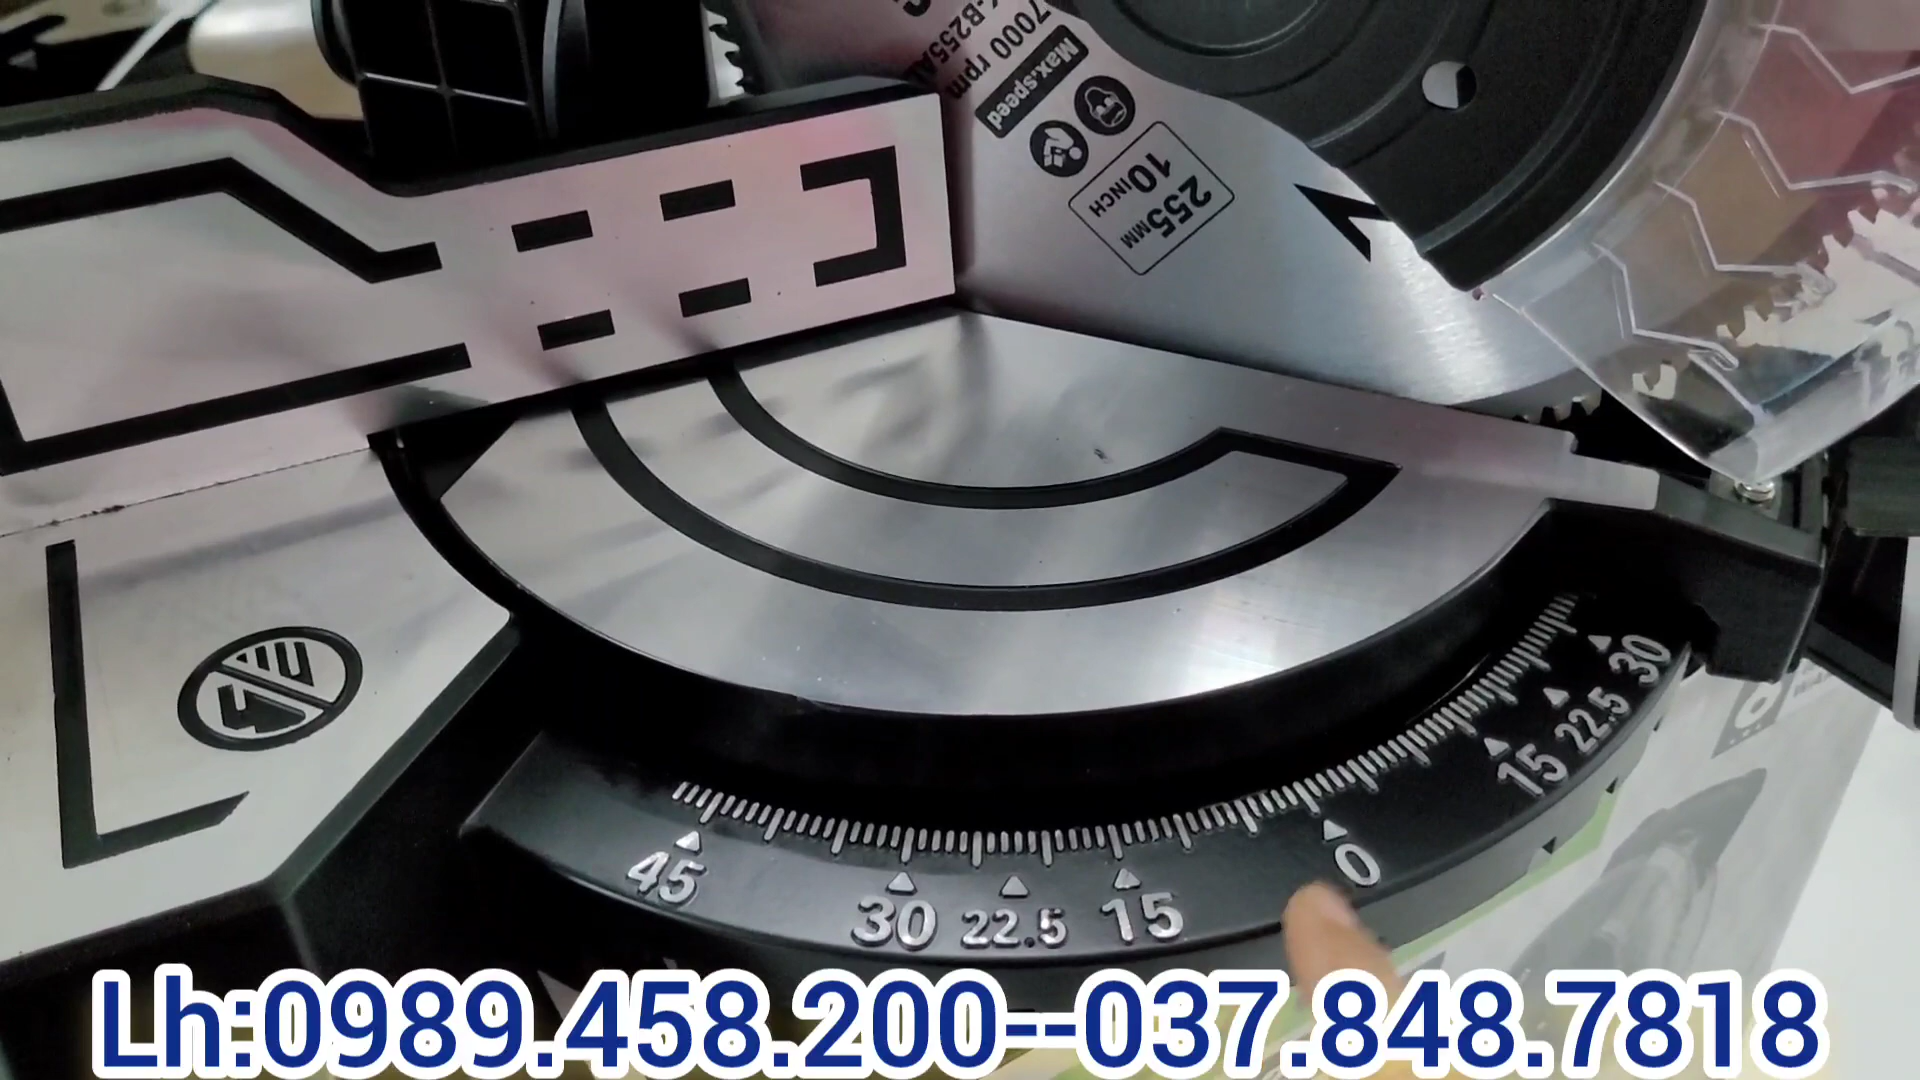 7000 rpm
Max.speed
255MM
10INCH
45 30 22.5 15 0 15 22.5 30
Lh:0989.458.200--037.848.7818